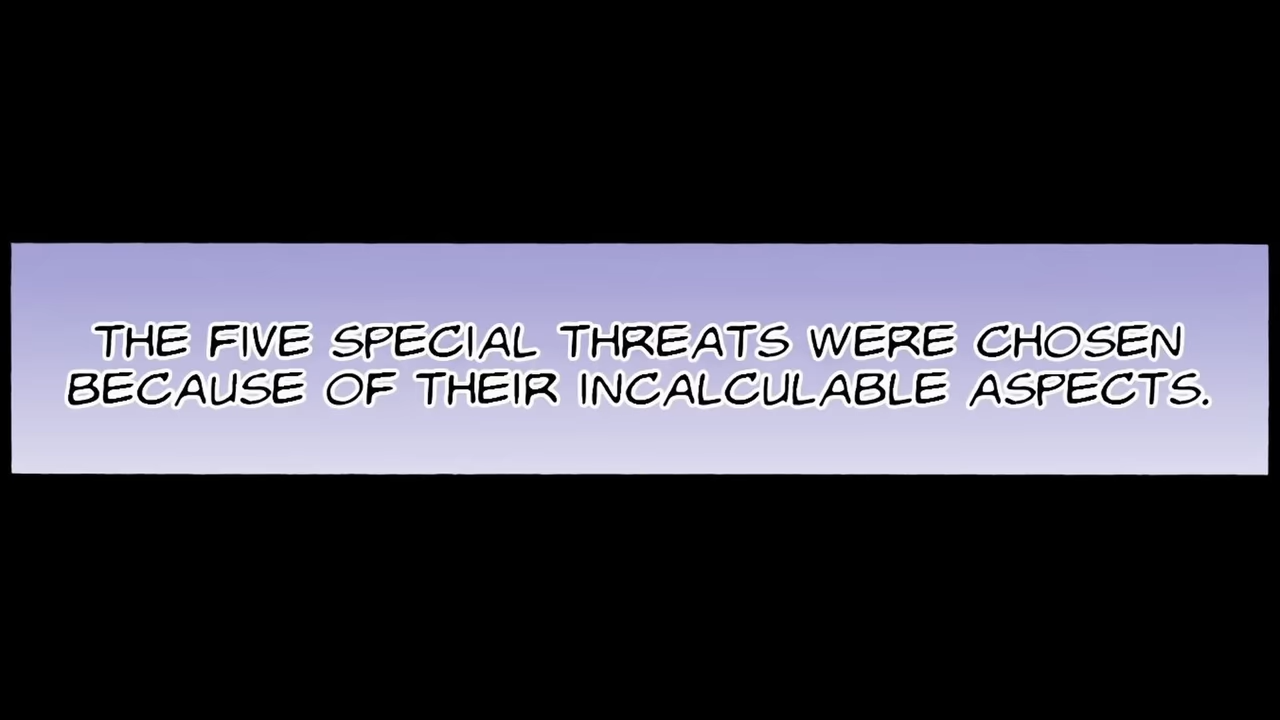 THE FIVE SPECIAL THREATS WERE CHOSEN
BECAUSE OF THEIR INCALCULABLE ASPECTS.